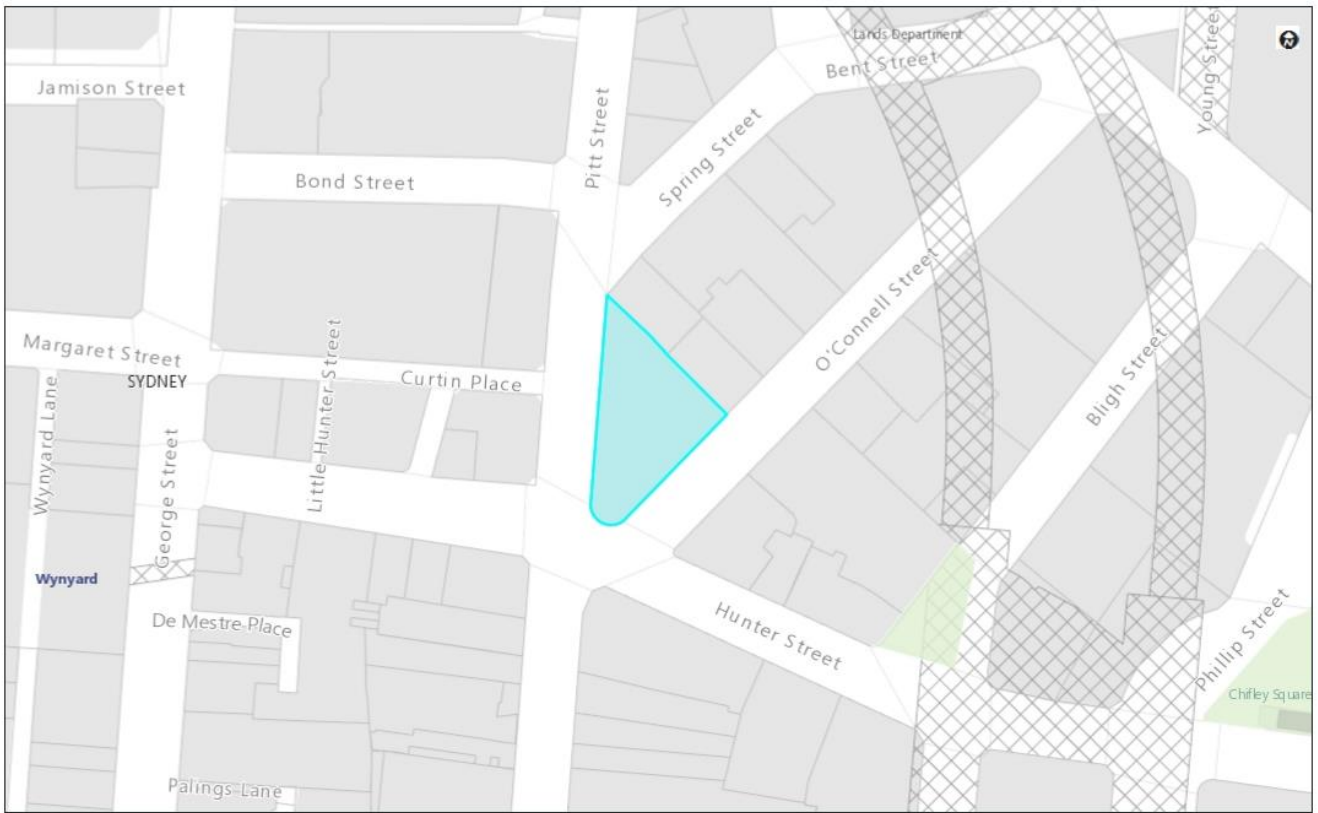 Lands Department
Bent Street
Young Street
Jamison Street
Pitt Street
Spring Street
Bond Street
O'Connell Street
Margaret Street
SYDNEY
Little Hunter Street
Curtin Place
Bligh Street
Wynyard Lane
George Street
Wynyard
De Mestre Place
Hunter Street
Phillip Street
Chifley Square
Palings Lane